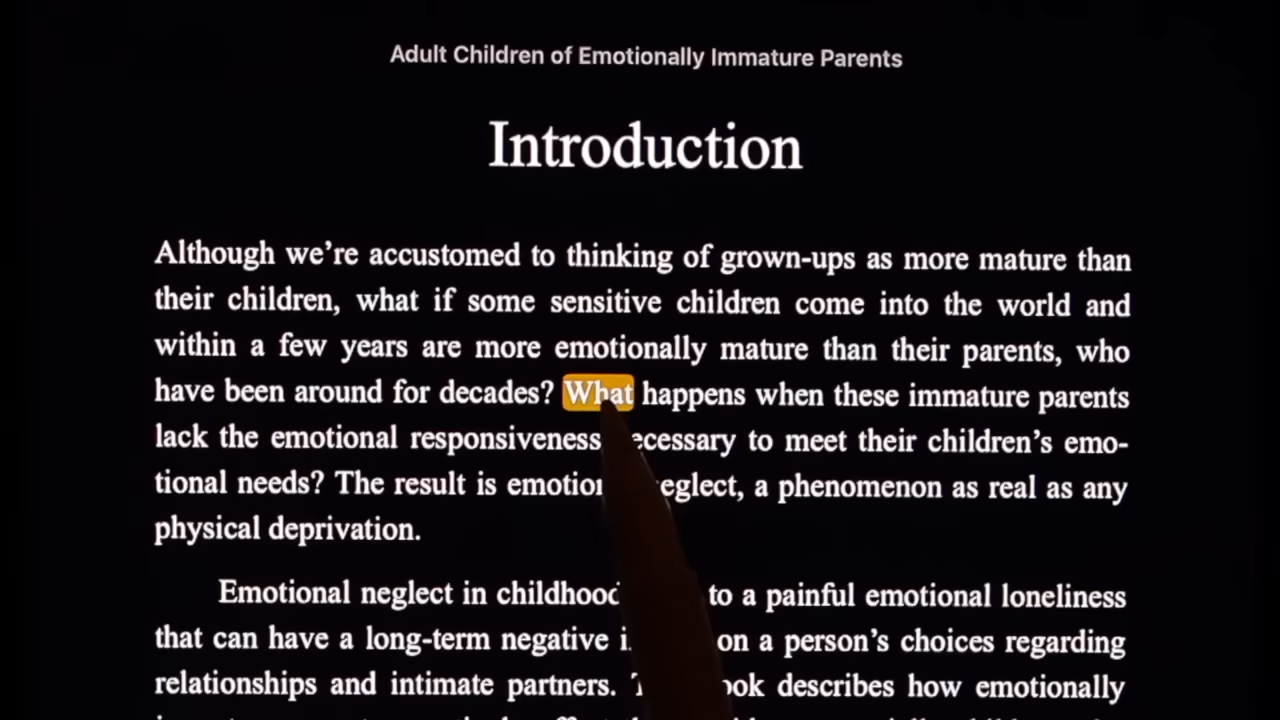 Adult Children of Emotionally Immature Parents
Introduction
Although we're accustomed to thinking of grown-ups as more mature than
their children, what if some sensitive children come into the world and
within a few years are more emotionally mature than their parents, who
have been around for decades? What happens when these immature parents
lack the emotional responsiveness to meet their children's emo-
tional needs? The result is a phenomenon as real as any
physical deprivation.
Emotional neglect in childhood to a painful emotional loneliness
that can have a long-term negative on a person's choices regarding
relationships and intimate partners. describes how emotionally